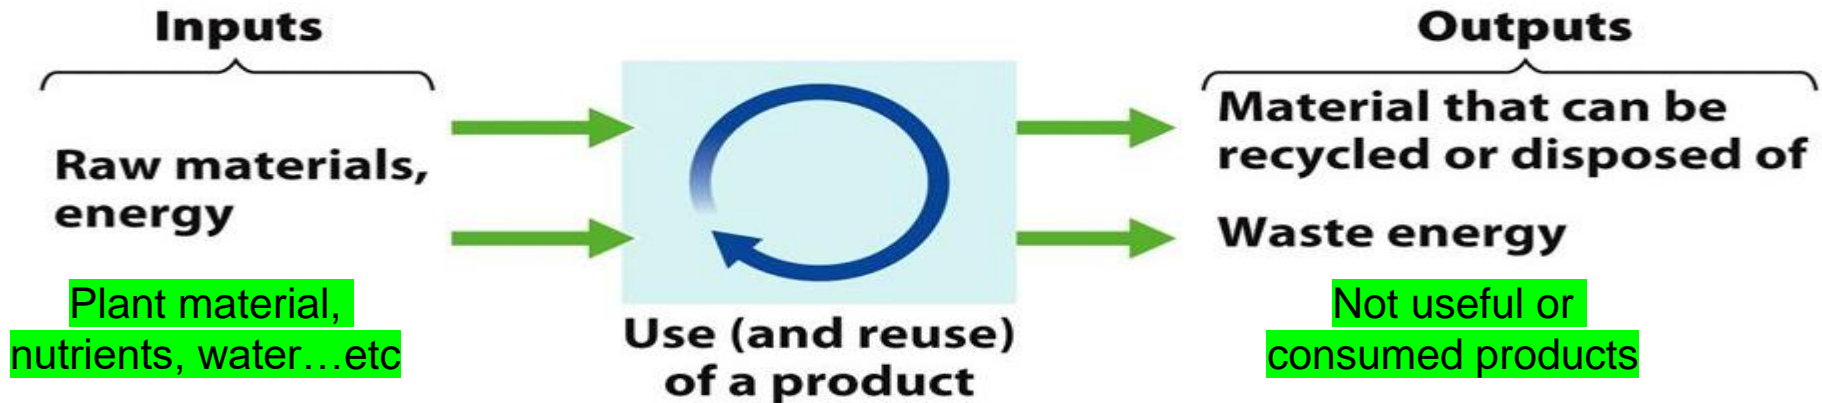 Inputs
Raw materials,
energy
Plant material,
nutrients, water…etc
Use (and reuse)
of a product
Outputs
Material that can be
recycled or disposed of
Waste energy
Not useful or
consumed products